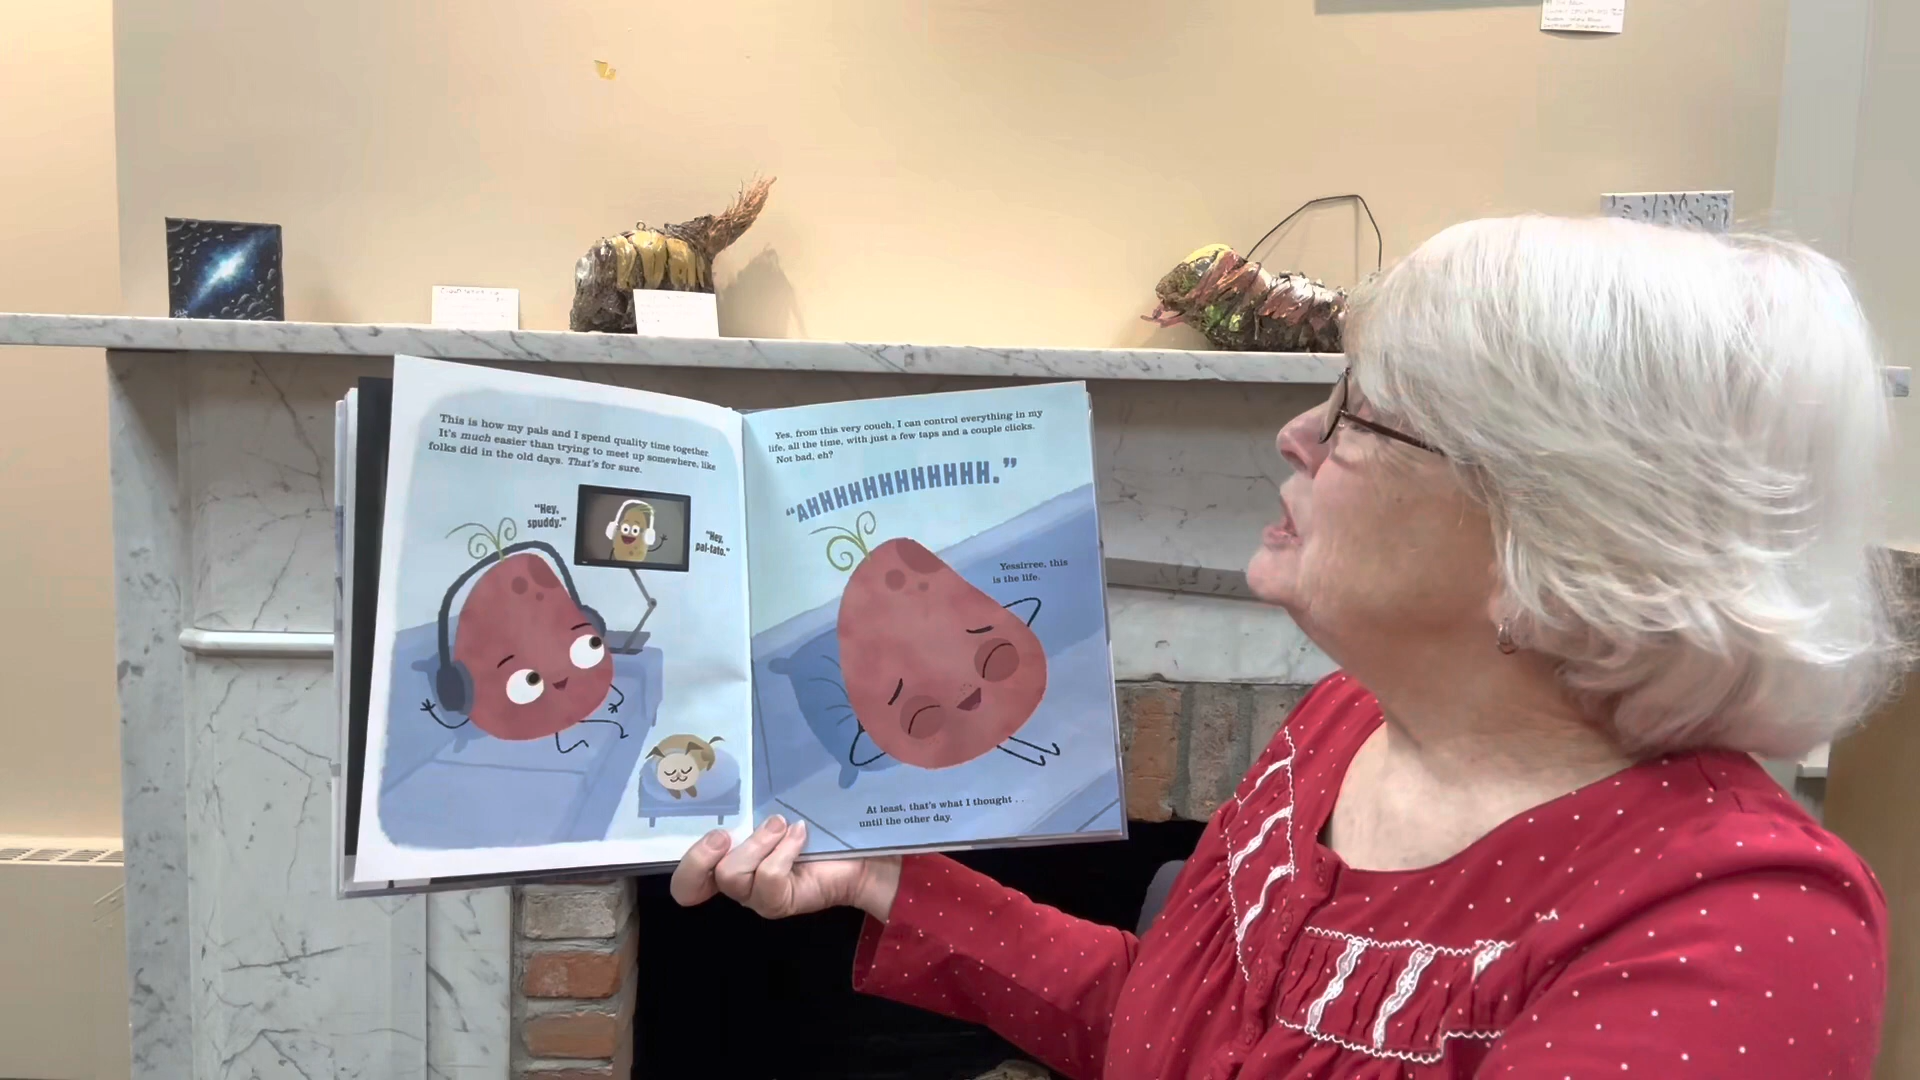 This is how my pals and I spend quality time together.
It's much easier than trying to meet up somewhere, like
folks did in the old days. That's for sure.
"Hey,
spuddy."
"Hey,
pal-tato."
Yes, from this very couch, I can control everything in my
life, all the time, with just a few taps and a couple clicks.
Not bad, eh?
"AHHHHHHHHHHHH."
Yessirree, this
is the life.
At least, that's what I thought . .
until the other day.